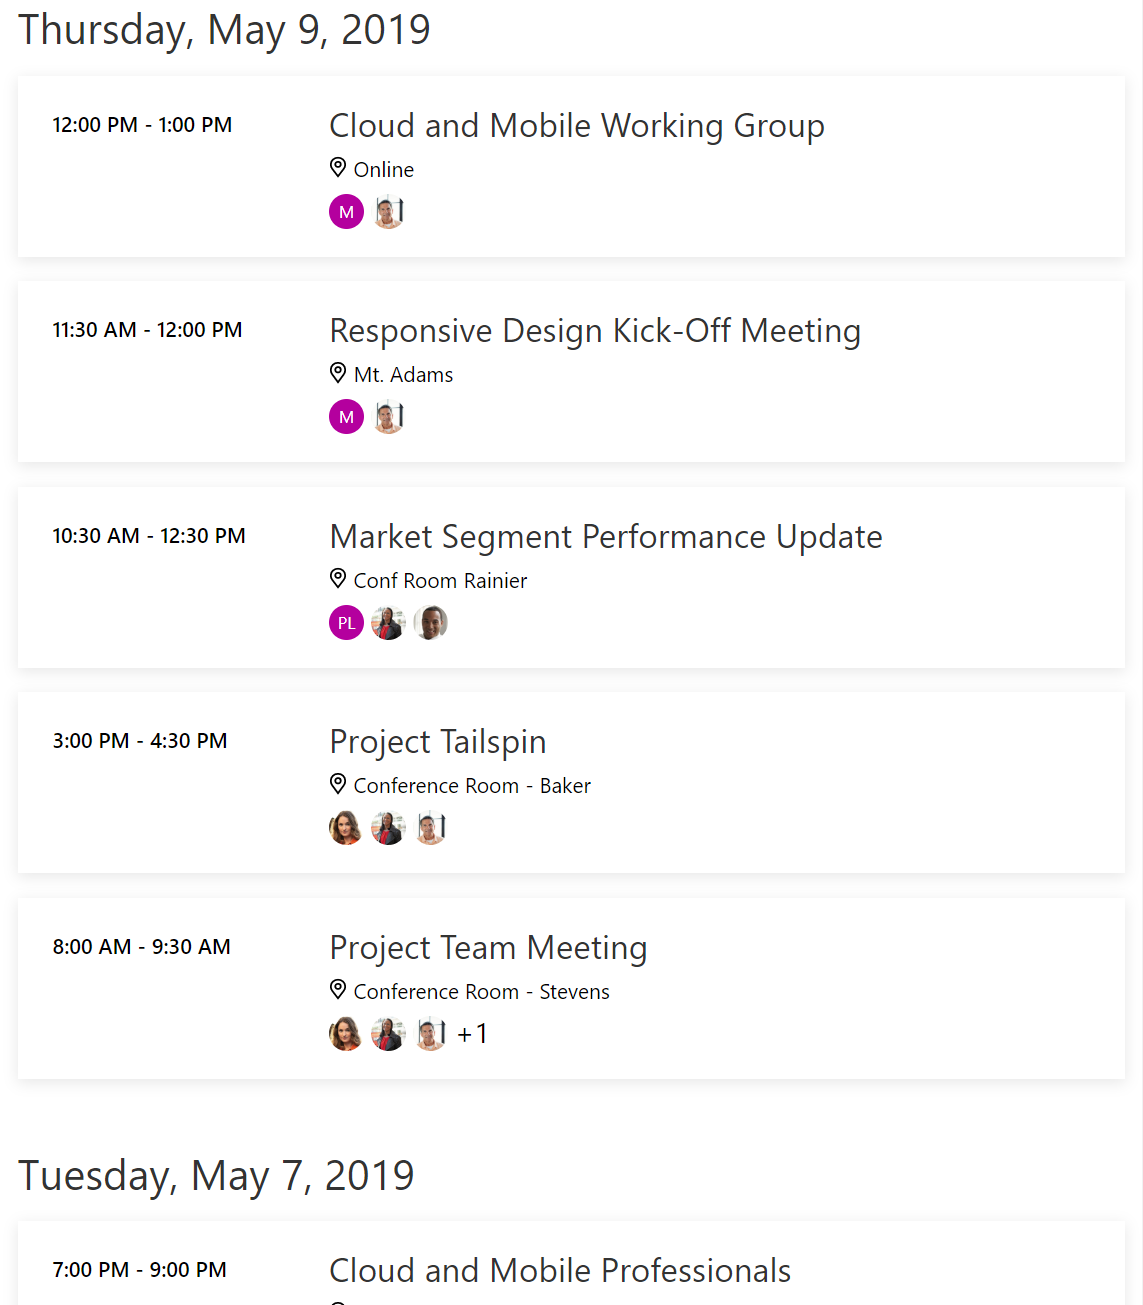 Thursday, May 9, 2019
12:00 PM - 1:00 PM
Cloud and Mobile Working Group
Online
M
11:30 AM - 12:00 PM
Responsive Design Kick-Off Meeting
Mt. Adams
M
10:30 AM - 12:30 PM
Market Segment Performance Update
Conf Room Rainier
PL
3:00 PM - 4:30 PM
Project Tailspin
Conference Room - Baker
8:00 AM - 9:30 AM
Project Team Meeting
Conference Room - Stevens
+1
Tuesday, May 7, 2019
7:00 PM - 9:00 PM
Cloud and Mobile Professionals